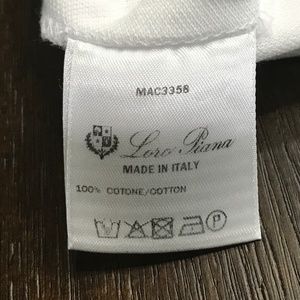 MAC3358
Loro Piana
MADE IN ITALY
100% COTONE/COTTON
P